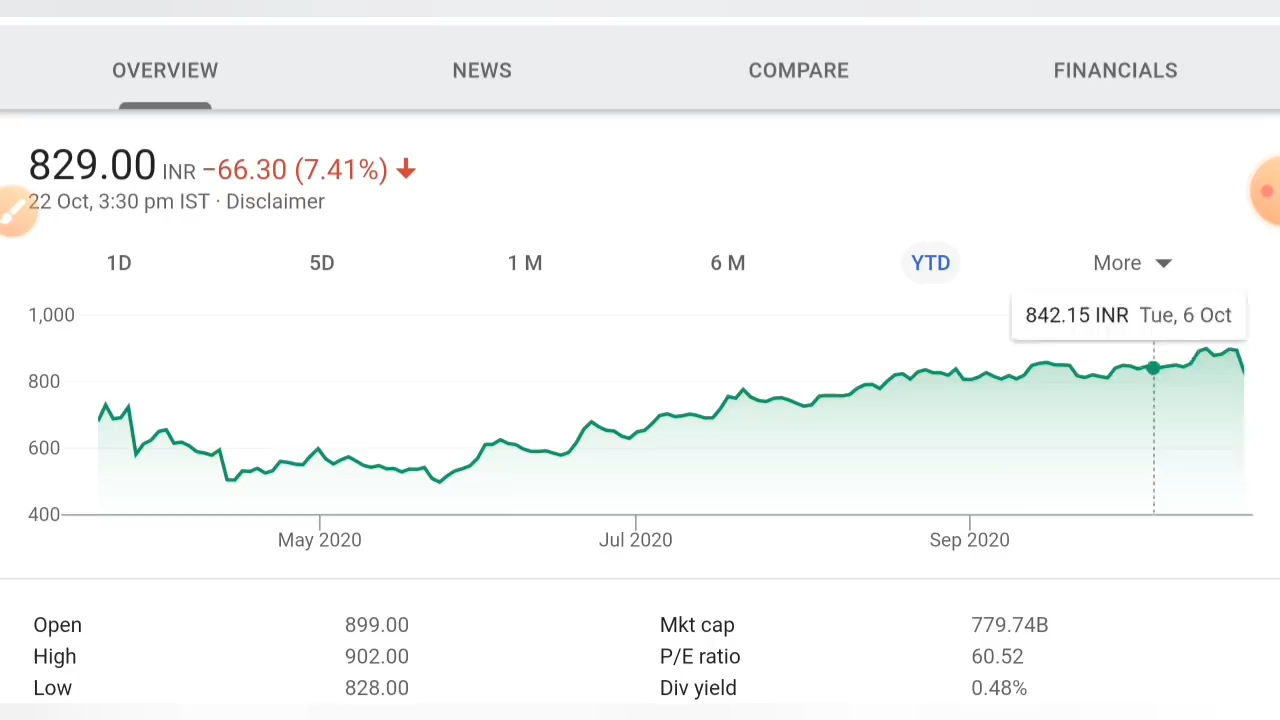 OVERVIEW NEWS COMPARE FINANCIALS
829.00 INR −66.30 (7.41%)
22 Oct, 3:30 pm IST · Disclaimer
1D 5D 1 M 6 M YTD More
842.15 INR Tue, 6 Oct
1,000
800
600
400
May 2020 Jul 2020 Sep 2020
Open 899.00 Mkt cap 779.74B
High 902.00 P/E ratio 60.52
Low 828.00 Div yield 0.48%